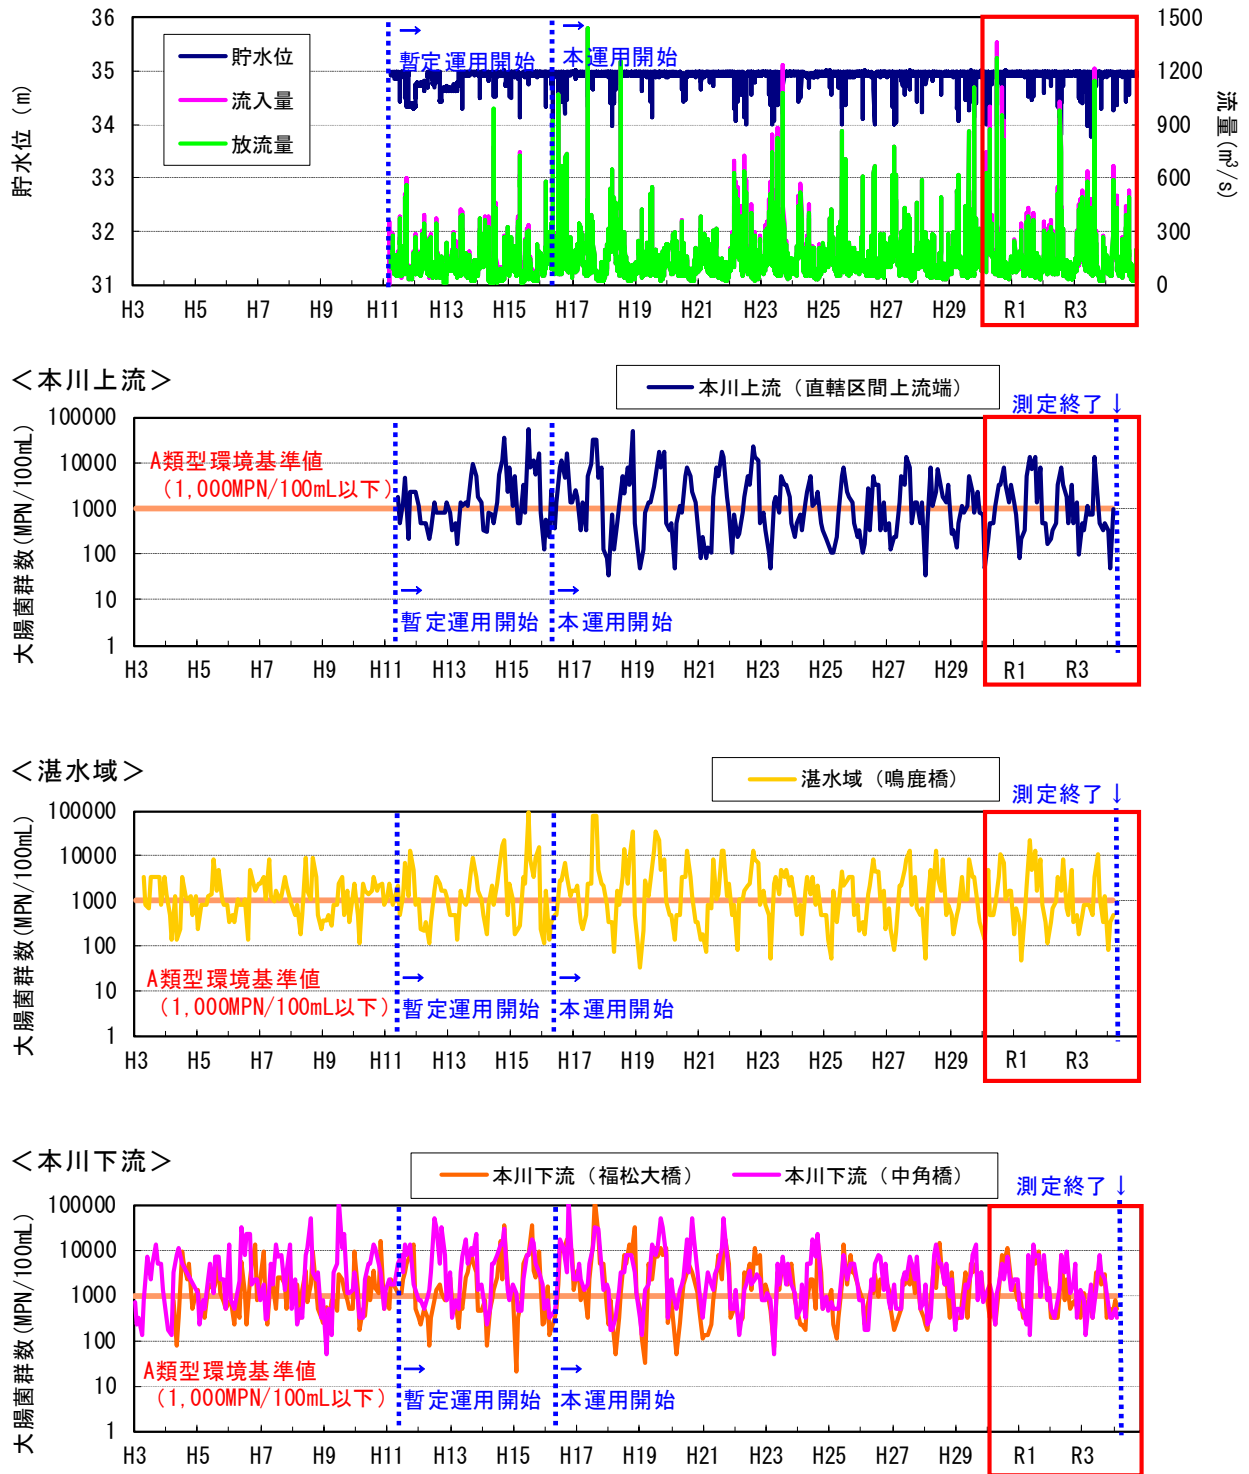 36
35
34
33
32
31
貯水位 (m)
貯水位
流入量
放流量
→
暫定運用開始
→
本運用開始
1500
1200
900
600
300
0
流量(m³/s)
H3 H5 H7 H9 H11 H13 H15 H17 H19 H21 H23 H25 H27 H29 R1 R3
＜本川上流＞
本川上流（直轄区間上流端）
測定終了↓
100000
10000
1000
100
10
1
大腸菌群数(MPN/100mL)
A類型環境基準値
（1,000MPN/100mL以下）
→
暫定運用開始
→
本運用開始
H3 H5 H7 H9 H11 H13 H15 H17 H19 H21 H23 H25 H27 H29 R1 R3
＜湛水域＞
湛水域（鳴鹿橋）
測定終了↓
100000
10000
1000
100
10
1
大腸菌群数(MPN/100mL)
A類型環境基準値
（1,000MPN/100mL以下）
→
暫定運用開始
→
本運用開始
H3 H5 H7 H9 H11 H13 H15 H17 H19 H21 H23 H25 H27 H29 R1 R3
＜本川下流＞
本川下流（福松大橋） 本川下流（中角橋）
測定終了↓
100000
10000
1000
100
10
1
大腸菌群数(MPN/100mL)
A類型環境基準値
（1,000MPN/100mL以下）
→
暫定運用開始
→
本運用開始
H3 H5 H7 H9 H11 H13 H15 H17 H19 H21 H23 H25 H27 H29 R1 R3